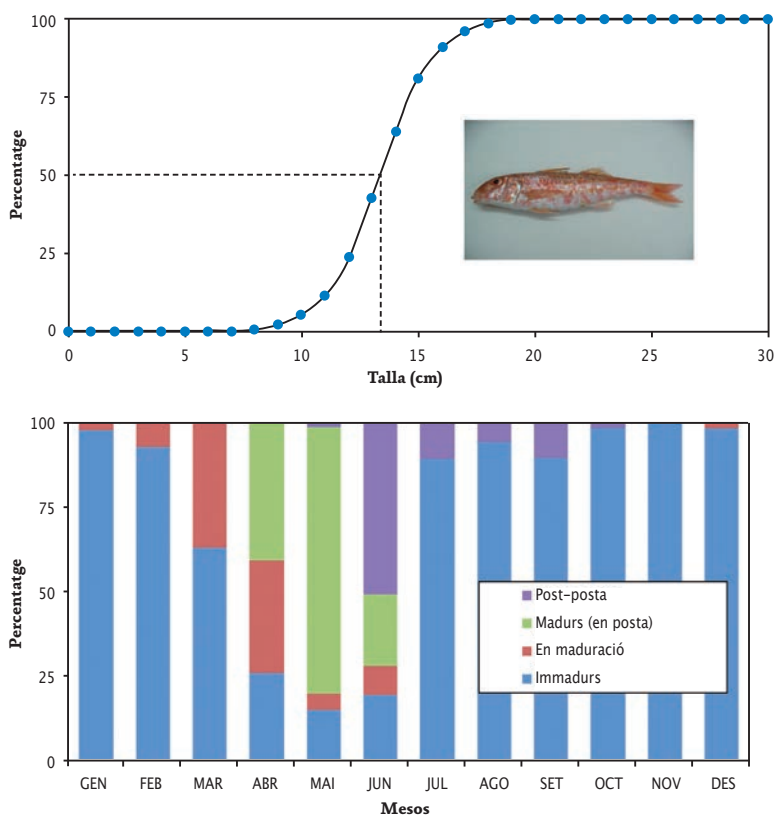 100
75
50
25
0
Percentatge
0 5 10 15 20 25 30
Talla (cm)
100
75
50
25
0
Percentatge
Post-posta
Madurs (en posta)
En maduració
Immadurs
GEN FEB MAR ABR MAI JUN JUL AGO SET OCT NOV DES
Mesos